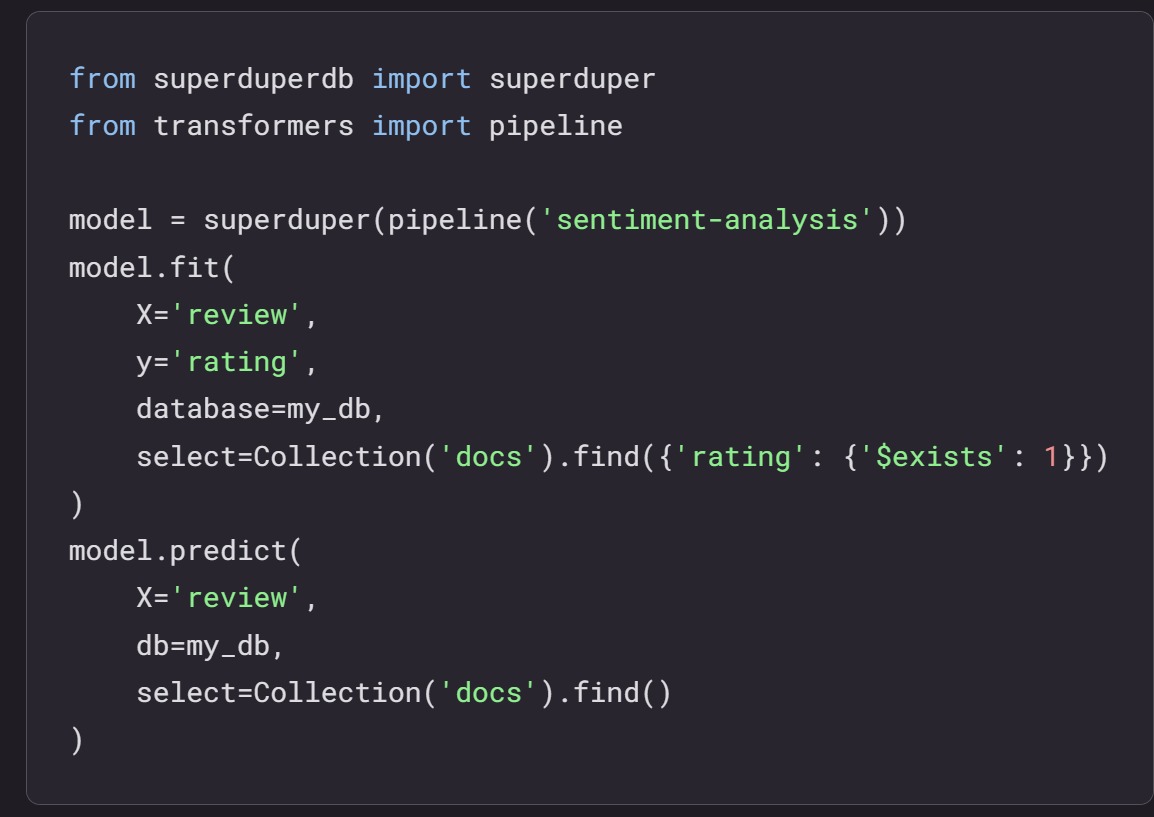 from superduperdb import superduper
from transformers import pipeline

model = superduper(pipeline('sentiment-analysis'))
model.fit(
    X='review',
    y='rating',
    database=my_db,
    select=Collection('docs').find({'rating': {'$exists': 1}})
)
model.predict(
    X='review',
    db=my_db,
    select=Collection('docs').find()
)